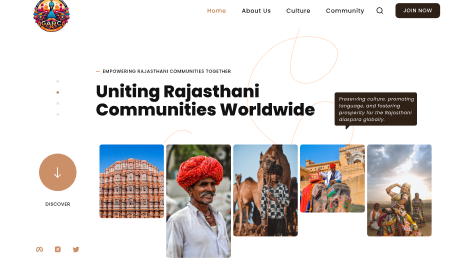 Home About Us Culture Community JOIN NOW
— EMPOWERING RAJASTHANI COMMUNITIES TOGETHER
Uniting Rajasthani
Communities Worldwide
Preserving culture, promoting
language, and fostering
prosperity for the Rajasthani
diaspora globally.
DISCOVER